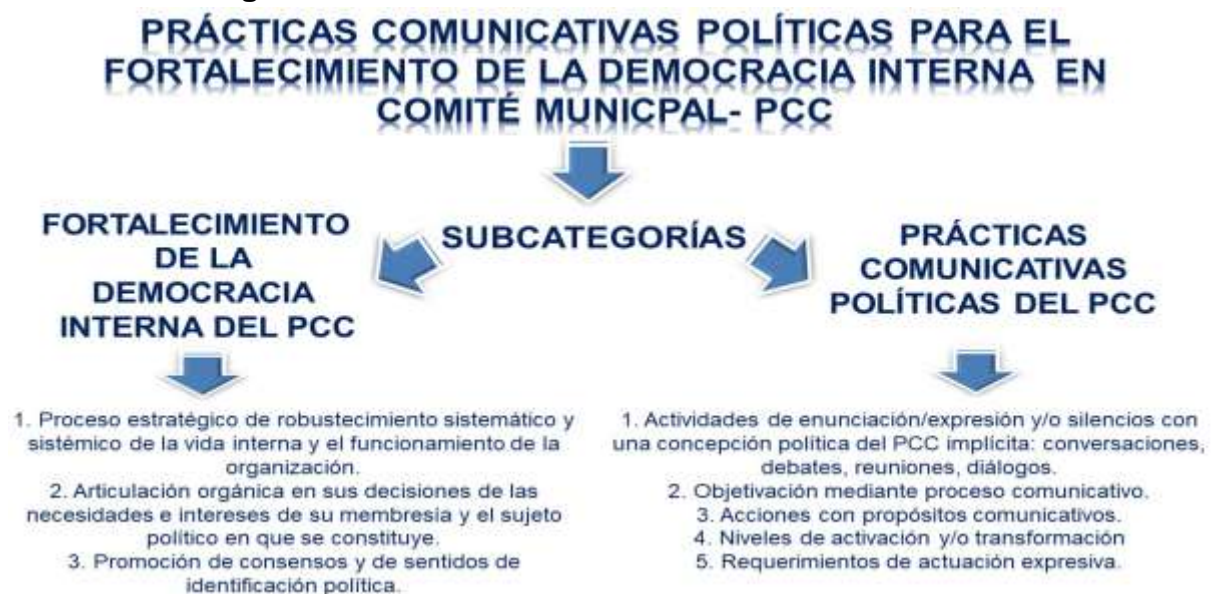 PRÁCTICAS COMUNICATIVAS POLÍTICAS PARA EL
FORTALECIMIENTO DE LA DEMOCRACIA INTERNA EN
COMITÉ MUNICPAL- PCC
SUBCATEGORÍAS
FORTALECIMIENTO
DE LA
DEMOCRACIA
INTERNA DEL PCC
1. Proceso estratégico de robustecimiento sistemático y
sistémico de la vida interna y el funcionamiento de la
organización.
2. Articulación orgánica en sus decisiones de las
necesidades e intereses de su membresía y el sujeto
político en que se constituye.
3. Promoción de consensos y de sentidos de
identificación política.
PRÁCTICAS
COMUNICATIVAS
POLÍTICAS DEL PCC
1. Actividades de enunciación/expresión y/o silencios con
una concepción política del PCC implícita: conversaciones,
debates, reuniones, diálogos.
2. Objetivación mediante proceso comunicativo.
3. Acciones con propósitos comunicativos.
4. Niveles de activación y/o transformación
5. Requerimientos de actuación expresiva.